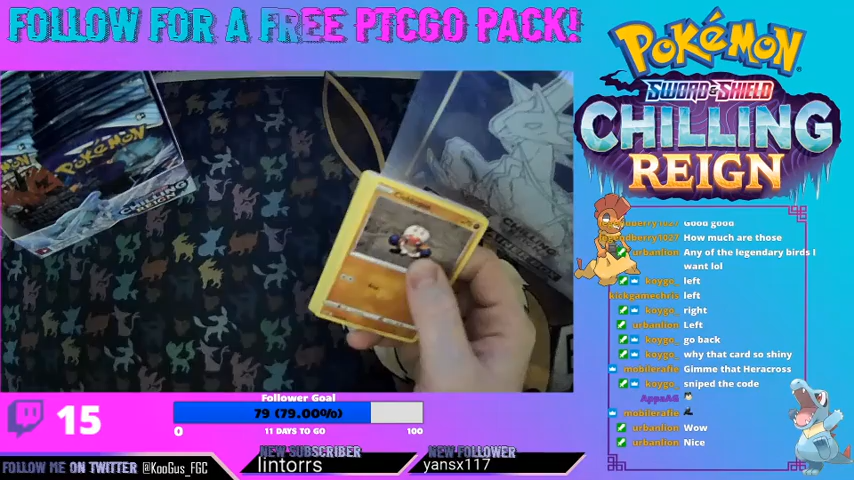 FOLLOW FOR A FREE PTCGO PACK!
POKéMON
SWORD & SHIELD
CHILLING
REIGN
POKéMON
CHILLING
REIGN
Good good
How much are those
urbanlion Any of the legendary birds I
want lol
koygo_ left
kickgamechris left
koygo_ right
urbanlion Left
koygo_ go back
koygo_ why that card so shiny
mobilerafie Gimme that Heracross
koygo_ sniped the code
AppeAG
mobilerafie
urbanlion Wow
urbanlion Nice
15
Follower Goal
79 (79.00%)
0 11 DAYS TO GO 100
FOLLOW ME ON TWITTER @KooGus_FGC
NEW SUBSCRIBER
lintorrs
NEW FOLLOWER
yansx117